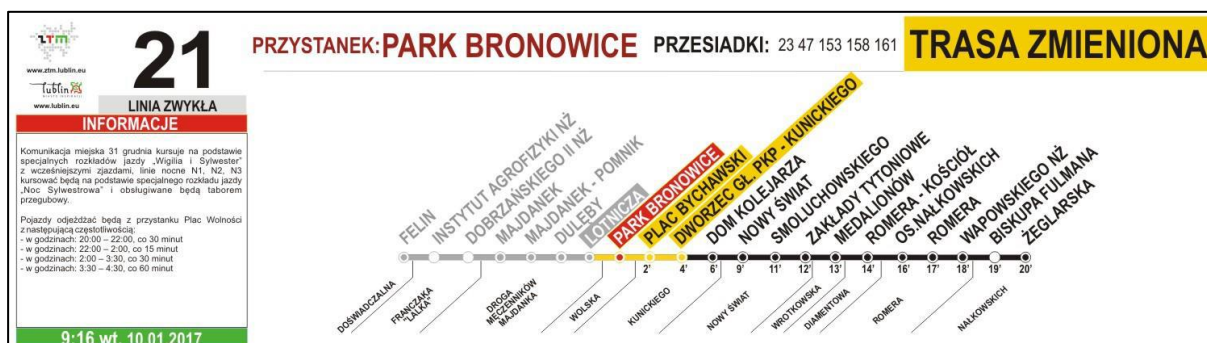 ztm
www.ztm.lublin.eu
Lublin
www.lublin.eu
21
LINIA ZWYKŁA
PRZYSTANEK: PARK BRONOWICE PRZESIADKI: 23 47 153 158 161 TRASA ZMIENIONA
INFORMACJE
Komunikacja miejska 31 grudnia kursuje na podstawie
specjalnych rozkładów jazdy „Wigilia i Sylwester”
z wcześniejszymi zjazdami, linie nocne N1, N2, N3
kursować będą na podstawie specjalnego rozkładu jazdy
„Noc Sylwestrowa” i obsługiwane będą taborem
przegubowy.
Pojazdy odjeżdżać będą z przystanku Plac Wolności
z następującą częstotliwością:
- w godzinach: 20:00 – 22:00, co 30 minut
- w godzinach: 22:00 – 2:00, co 15 minut
- w godzinach: 2:00 – 3:30, co 30 minut
- w godzinach: 3:30 – 4:30, co 60 minut
9:16 wt. 10.01.2017
FELIN
INSTYTUT AGROFIZYKI NŻ
DOBRZAŃSKIEGO II NŻ
MAJDANEK
MAJDANEK - POMNIK
DULĘBY
LOTNICZA
PARK BRONOWICE
PLAC BYCHAWSKI
DWORZEC GŁ. PKP - KUNICKIEGO
DOM KOLEJARZA
NOWY ŚWIAT
SMOLUCHOWSKIEGO
ZAKŁADY TYTONIOWE
MEDALIONÓW
ROMERA - KOŚCIÓŁ
OS.NAŁKOWSKICH
ROMERA
WAPOWSKIEGO NŻ
BISKUPA FULMANA
ŻEGLARSKA
2' 4' 6' 9' 11' 12' 13' 14' 16' 17' 18' 19' 20'
DOŚWIADCZALNA
FRANCZAKA
"LALKA"
DROGA
MĘCZENNIKÓW
MAJDANKA
WOLSKA
KUNICKIEGO
NOWY ŚWIAT
WROTKOWSKA
DIAMENTOWA
ROMERA
NAŁKOWSKICH